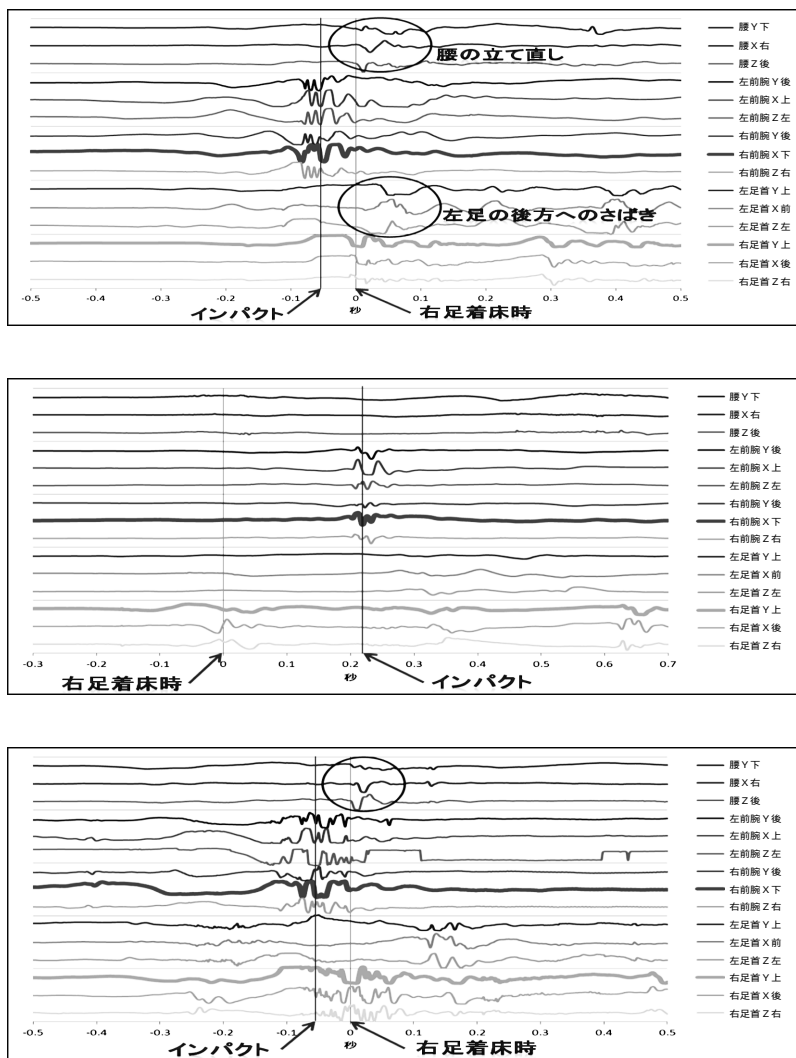 腰の立て直し
左足の後方へのさばき
腰Y下
腰X右
腰Z後
左前腕Y後
左前腕X上
左前腕Z左
右前腕Y後
右前腕X下
右前腕Z右
左足首Y上
左足首X前
左足首Z左
右足首Y上
右足首X後
右足首Z右
-0.5 -0.4 -0.3 -0.2 -0.1 0 0.1 0.2 0.3 0.4 0.5
秒
インパクト 右足着床時
腰Y下
腰X右
腰Z後
左前腕Y後
左前腕X上
左前腕Z左
右前腕Y後
右前腕X下
右前腕Z右
左足首Y上
左足首X前
左足首Z左
右足首Y上
右足首X後
右足首Z右
-0.3 -0.2 -0.1 0 0.1 0.2 0.3 0.4 0.5 0.6 0.7
秒
右足着床時 インパクト
腰Y下
腰X右
腰Z後
左前腕Y後
左前腕X上
左前腕Z左
右前腕Y後
右前腕X下
右前腕Z右
左足首Y上
左足首X前
左足首Z左
右足首Y上
右足首X後
右足首Z右
-0.5 -0.4 -0.3 -0.2 -0.1 0 0.1 0.2 0.3 0.4 0.5
秒
インパクト 右足着床時